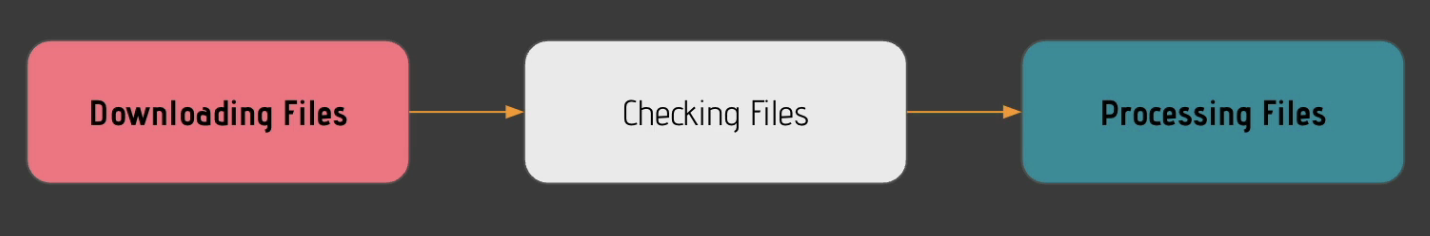 Downloading Files
Checking Files
Processing Files